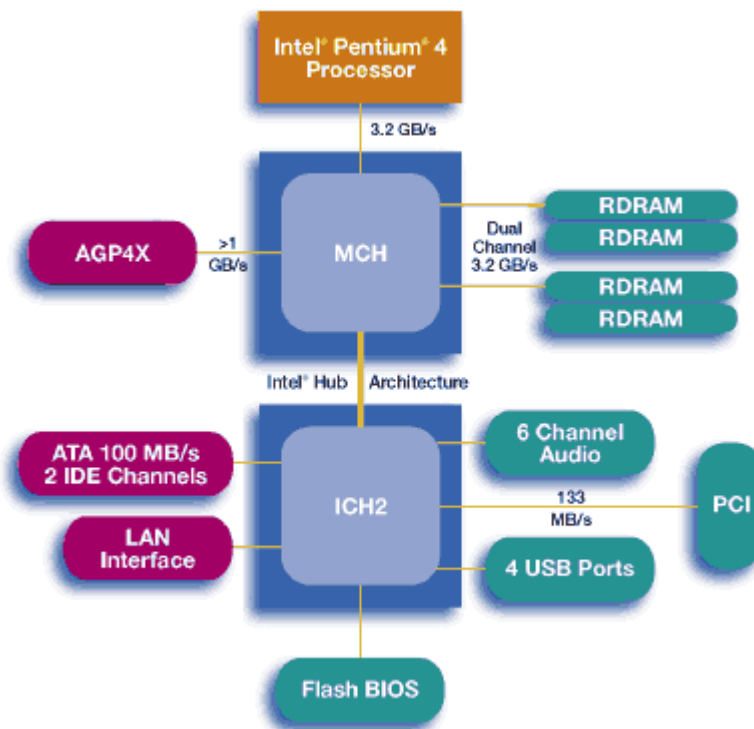 Intel® Pentium® 4
Processor
3.2 GB/s
AGP4X
>1
GB/s
MCH
Dual
Channel
3.2 GB/s
RDRAM
RDRAM
RDRAM
RDRAM
Intel® Hub Architecture
ATA 100 MB/s
2 IDE Channels
LAN
Interface
ICH2
6 Channel
Audio
133
MB/s
PCI
4 USB Ports
Flash BIOS